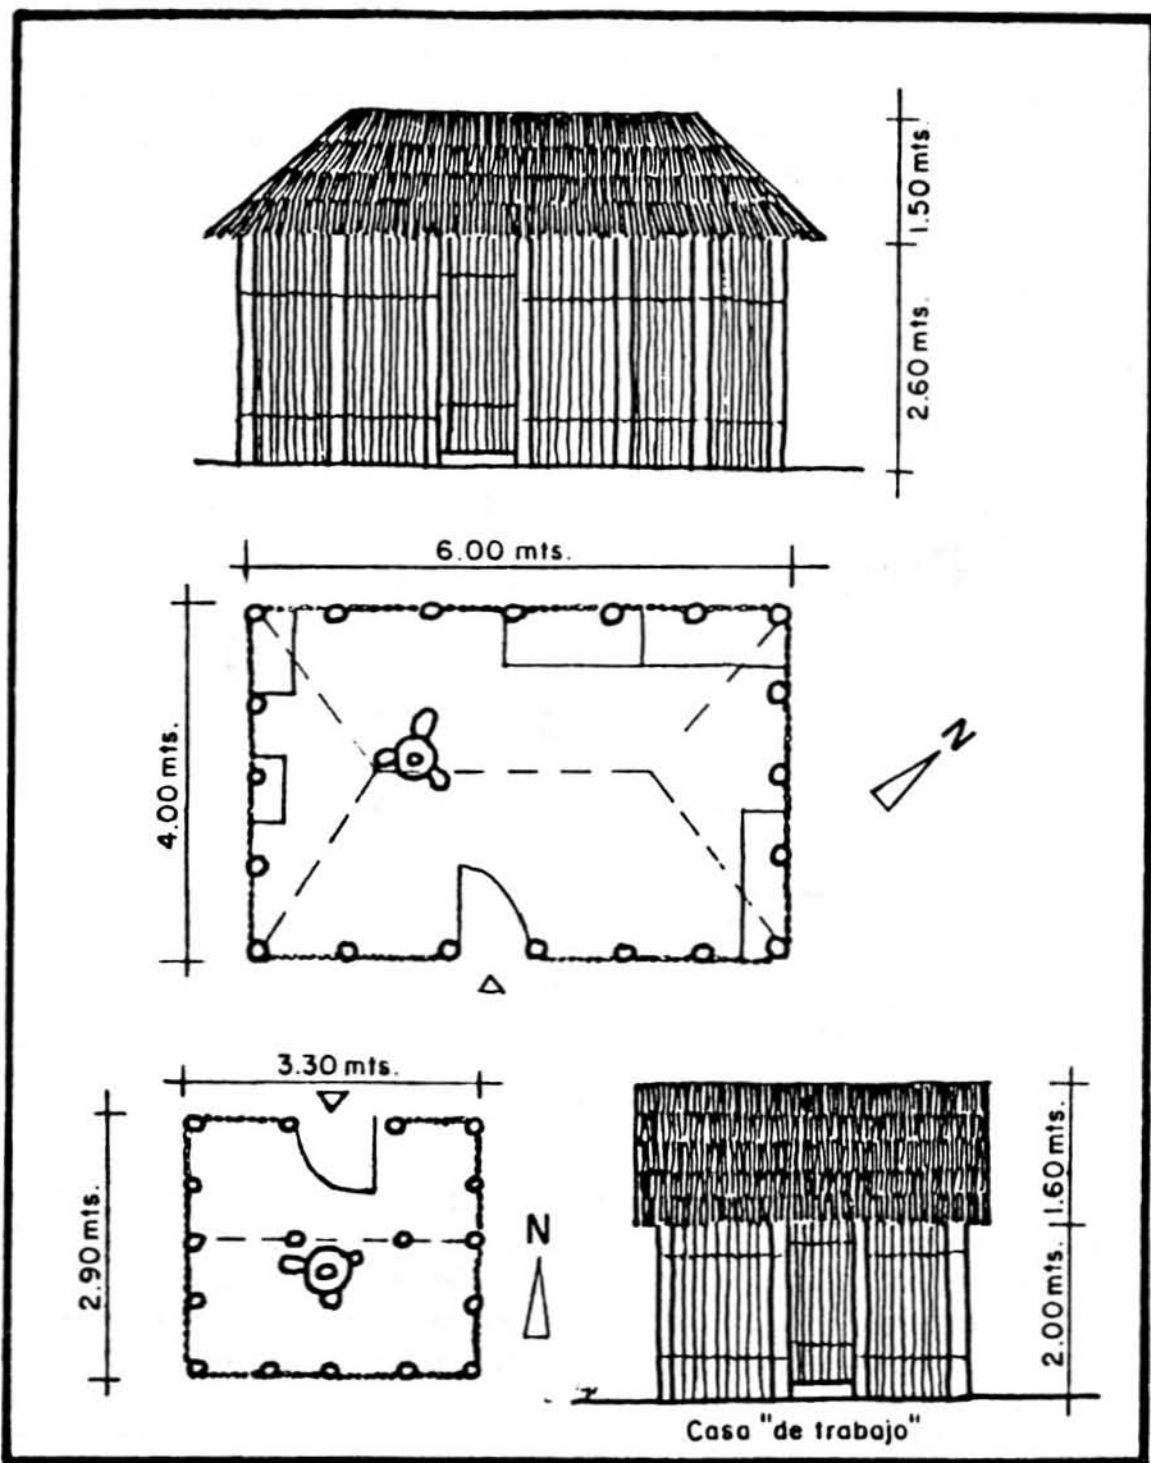 1.50 mts.
2.60 mts.
6.00 mts.
4.00 mts.
N
3.30 mts.
2.90 mts.
N
1.60 mts.
2.00 mts.
Casa "de trabajo"